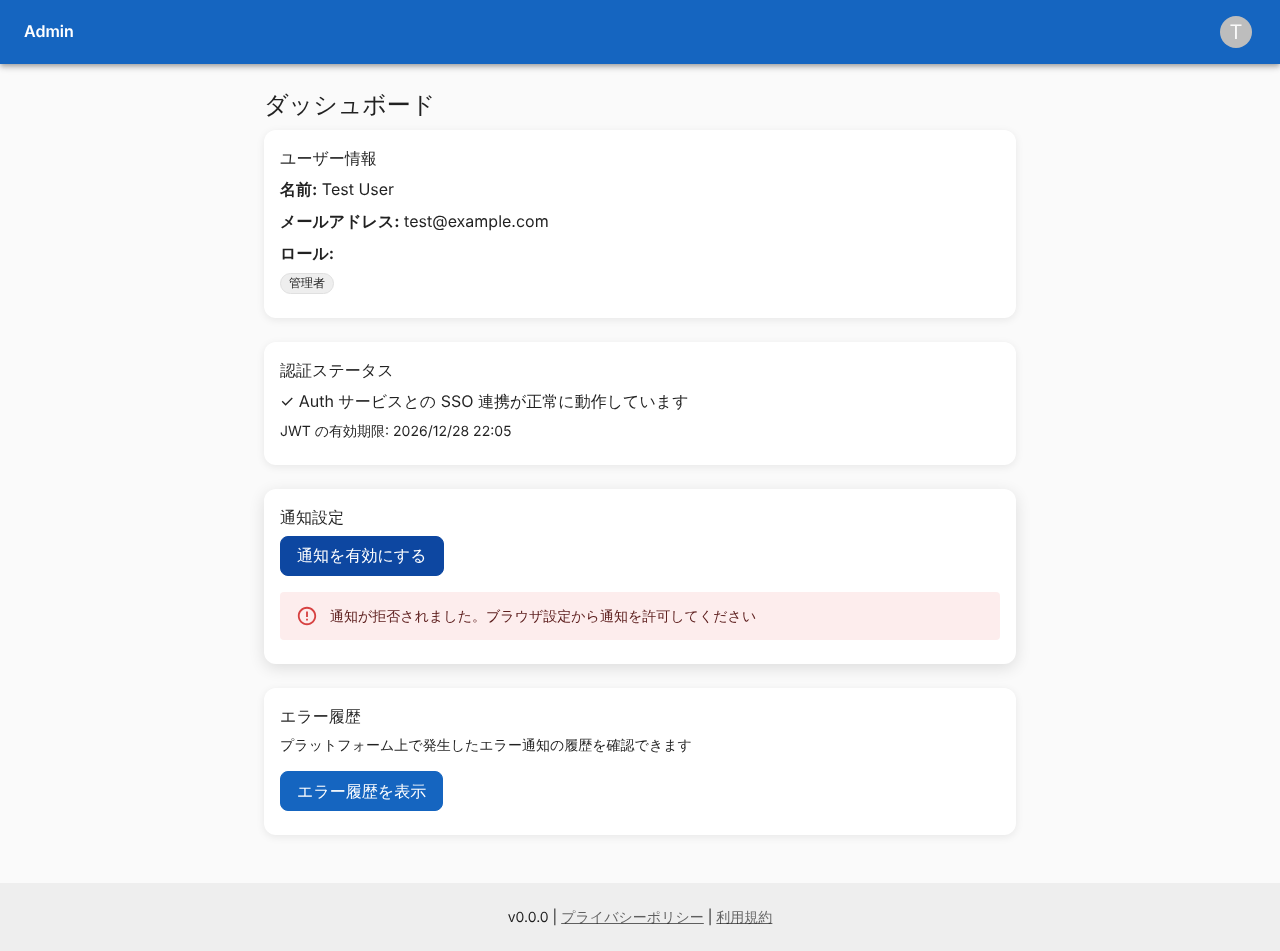 Admin
T
ダッシュボード
ユーザー情報
名前: Test User
メールアドレス: test@example.com
ロール:
管理者
認証ステータス
✓ Auth サービスとの SSO 連携が正常に動作しています
JWT の有効期限: 2026/12/28 22:05
通知設定
通知を有効にする
通知が拒否されました。ブラウザ設定から通知を許可してください
エラー履歴
プラットフォーム上で発生したエラー通知の履歴を確認できます
エラー履歴を表示
v0.0.0 | プライバシーポリシー | 利用規約